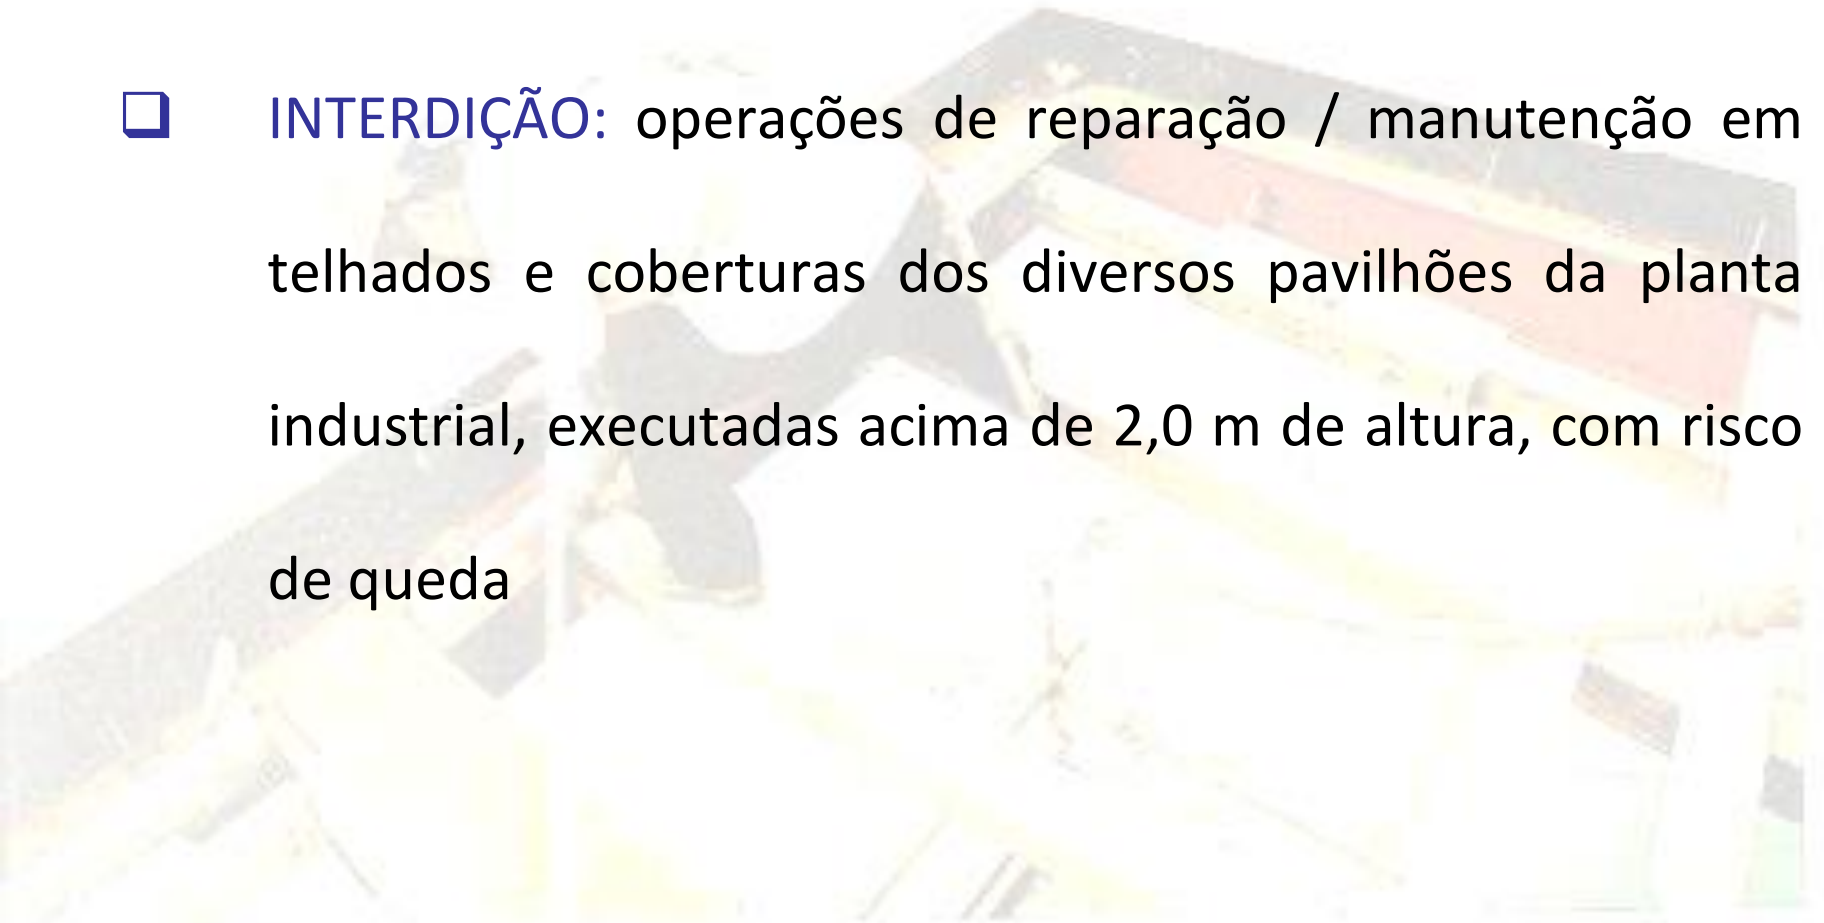 ❑ INTERDIÇÃO: operações de reparação / manutenção em
telhados e coberturas dos diversos pavilhões da planta
industrial, executadas acima de 2,0 m de altura, com risco
de queda